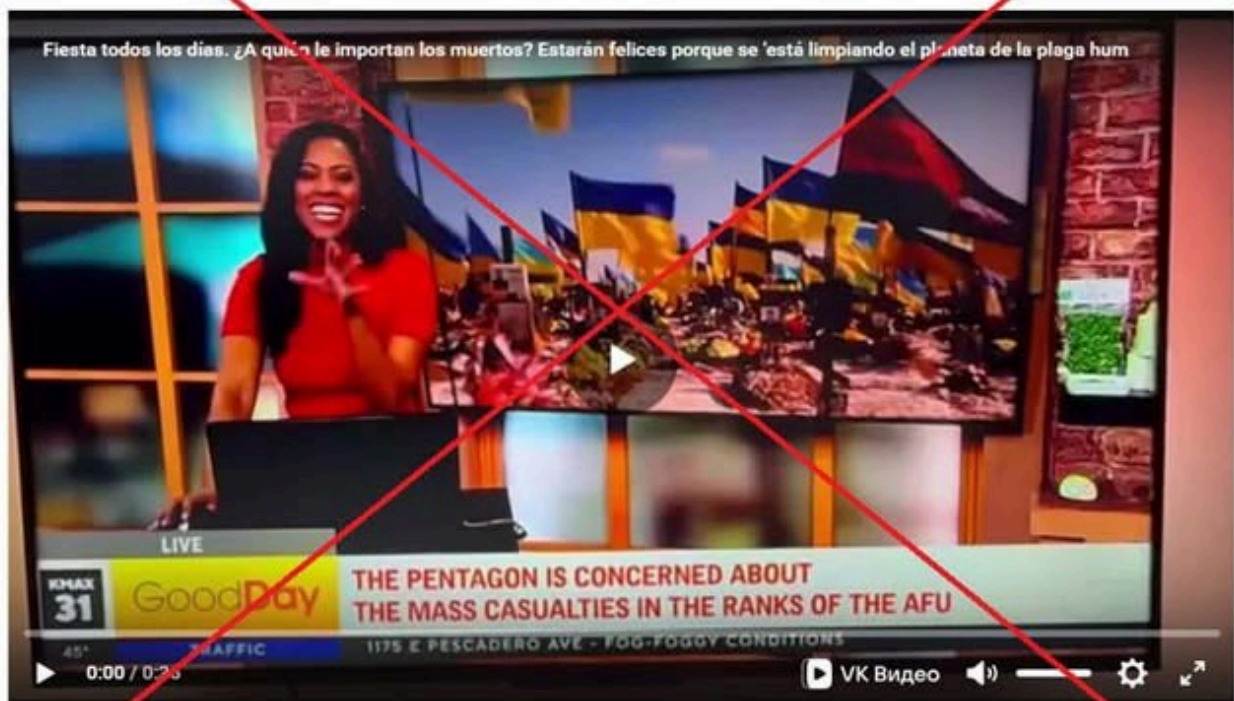 Fiesta todos los días. ¿A quién le importan los muertos? Estarán felices porque se 'está limpiando el planeta de la plaga hum
LIVE
KMAX
31
GoodDay
THE PENTAGON IS CONCERNED ABOUT
THE MASS CASUALTIES IN THE RANKS OF THE AFU
45°
TRAFFIC
1175 E PESCADERO AVE - FOG-FOGGY CONDITIONS
0:00 /
VK Видео